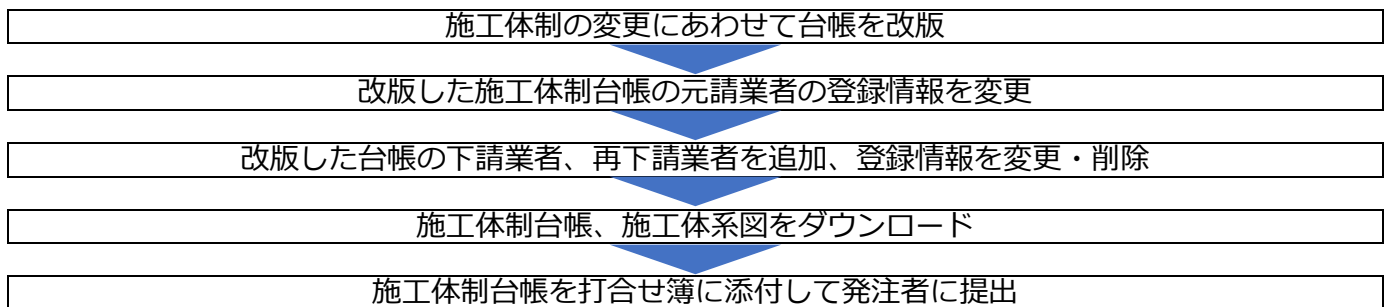 施工体制の変更にあわせて台帳を改版
改版した施工体制台帳の元請業者の登録情報を変更
改版した台帳の下請業者、再下請業者を追加、登録情報を変更・削除
施工体制台帳、施工体系図をダウンロード
施工体制台帳を打合せ簿に添付して発注者に提出